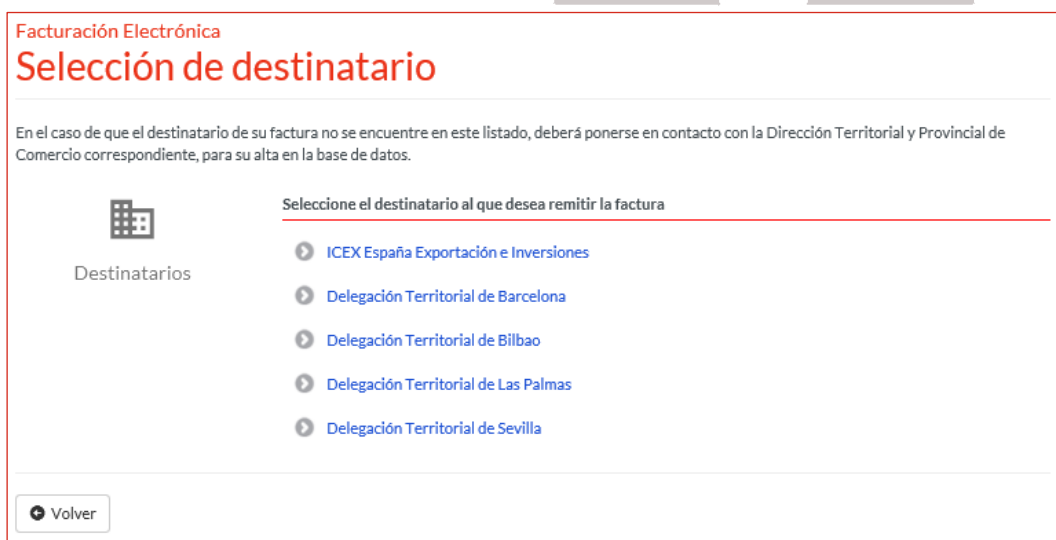 Facturación Electrónica
Selección de destinatario
En el caso de que el destinatario de su factura no se encuentre en este listado, deberá ponerse en contacto con la Dirección Territorial y Provincial de
Comercio correspondiente, para su alta en la base de datos.
Seleccione el destinatario al que desea remitir la factura
Destinatarios
ICEX España Exportación e Inversiones
Delegación Territorial de Barcelona
Delegación Territorial de Bilbao
Delegación Territorial de Las Palmas
Delegación Territorial de Sevilla
Volver